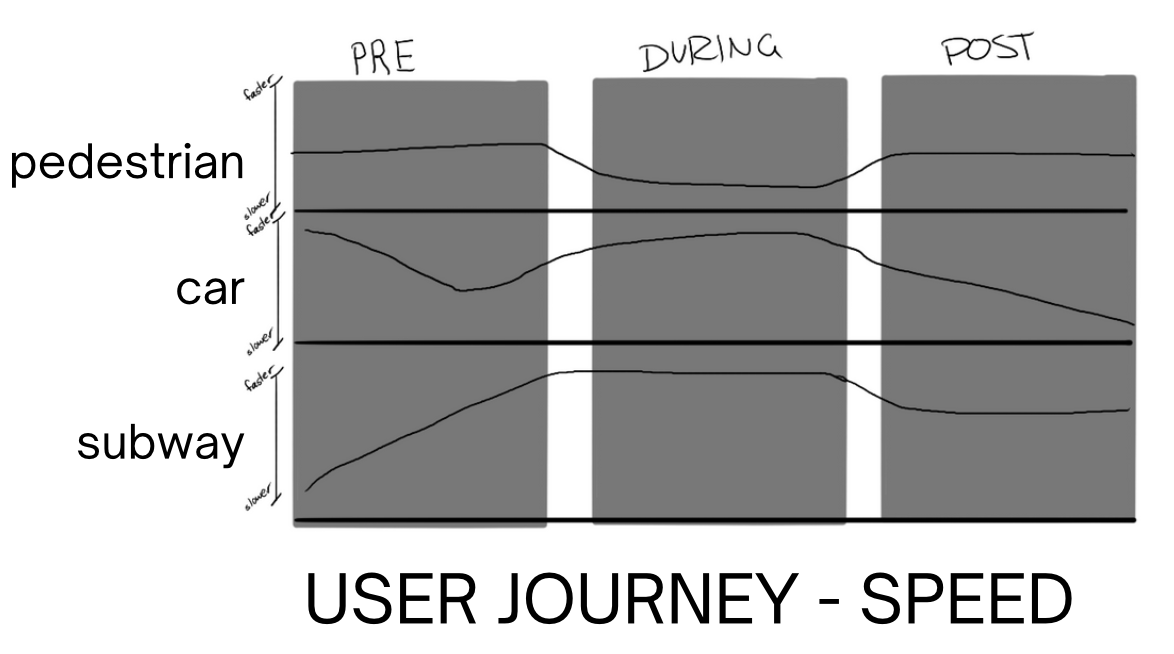 PRE DURING POST
faster
pedestrian
slower
faster
car
slower
faster
subway
slower
USER JOURNEY - SPEED